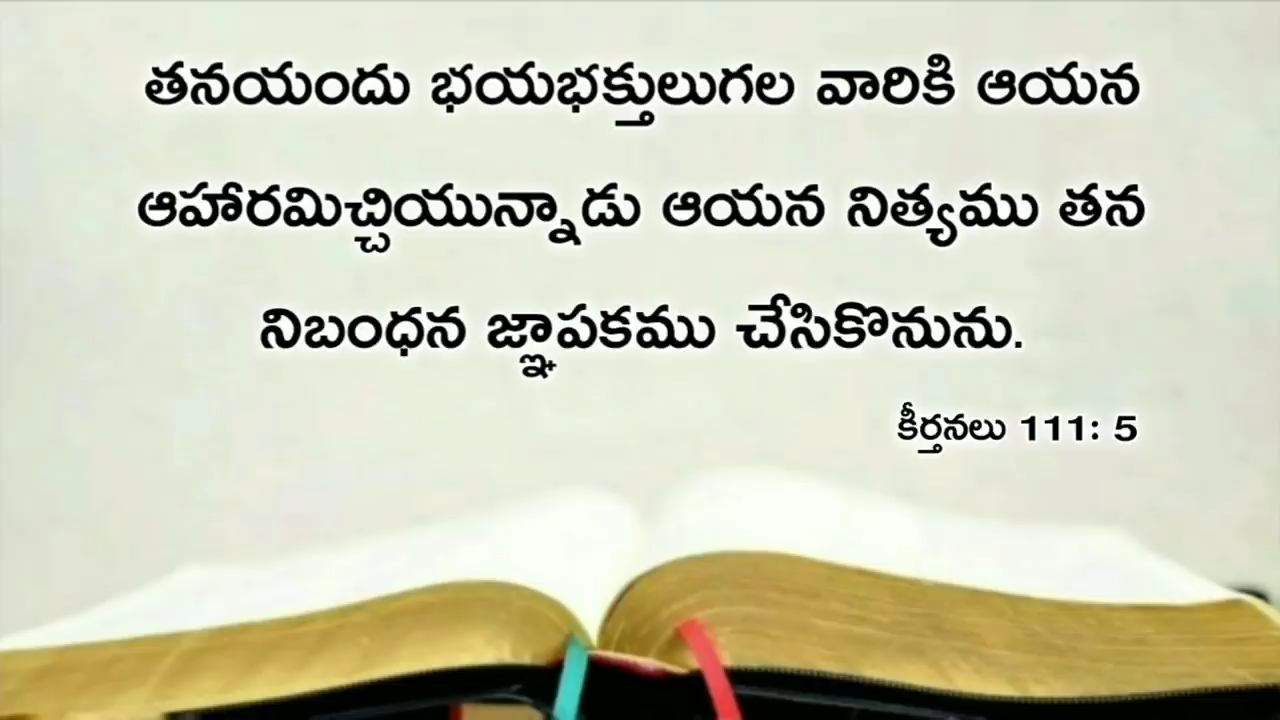 తనయందు భయభక్తులుగల వారికి ఆయన
ఆహారమిచ్చియున్నాడు ఆయన నిత్యము తన
నిబంధన జ్ఞాపకము చేసికొనును.
కీర్తనలు 111: 5